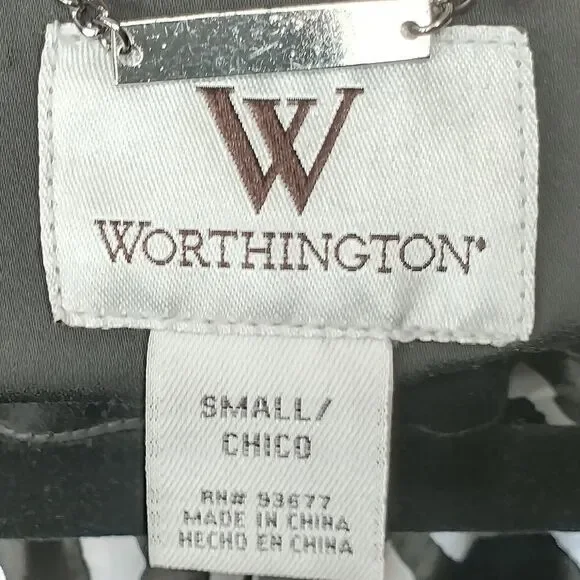 W
WORTHINGTON®
SMALL/
CHICO
RN# 93677
MADE IN CHINA
HECHO EN CHINA